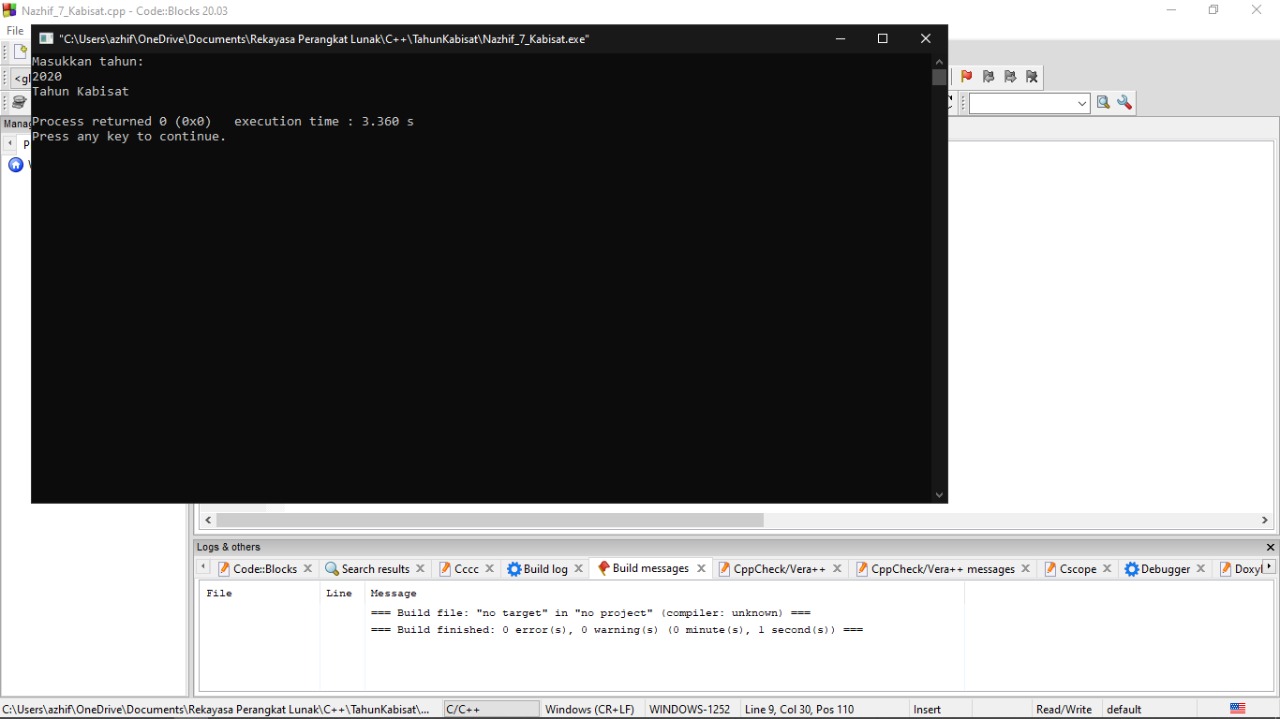 Nazhif_7_Kabisat.cpp - Code::Blocks 20.03
File
"C:\Users\azhif\OneDrive\Documents\Rekayasa Perangkat Lunak\C++\TahunKabisat\Nazhif_7_Kabisat.exe"
Masukkan tahun:
2020
Tahun Kabisat
Process returned 0 (0x0)   execution time : 3.360 s
Press any key to continue.
Logs & others
Code::Blocks Search results Cccc Build log Build messages CppCheck/Vera++ CppCheck/Vera++ messages Cscope Debugger
File Line Message
=== Build file: "no target" in "no project" (compiler: unknown) ===
=== Build finished: 0 error(s), 0 warning(s) (0 minute(s), 1 second(s)) ===
C:\Users\azhif\OneDrive\Documents\Rekayasa Perangkat Lunak\C++\TahunKabisat\... C/C++ Windows (CR+LF) WINDOWS-1252 Line 9, Col 30, Pos 110 Insert Read/Write default